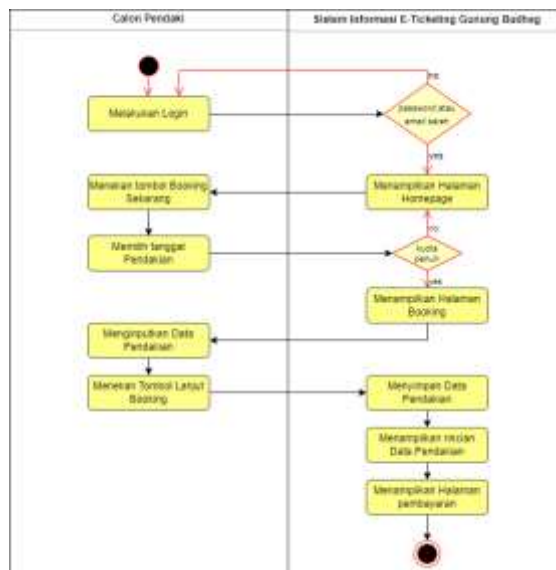 Calon Pendaki
Sistem Informasi E-Ticketing Gunung Budheg
no
Melakukan Login
password atau
email salah
yes
Menekan tombol Booking
Sekarang
Menampilkan Halaman
Homepage
no
Memilih tanggal
Pendakian
kuota
penuh
yes
Menampilkan Halaman
Booking
Menginputkan Data
Pendakian
Menekan Tombol Lanjut
Booking
Menyimpan Data
Pendakian
Menampilkan rincian
Data Pendakian
Menampilkan Halaman
pembayaran